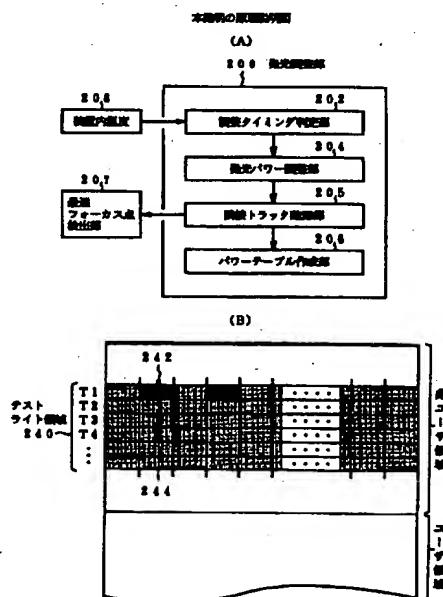 本発明の原理説明図
(A)
200 発光調整部
208
装置内温度
202
調整タイミング判定部
204
発光パワー調整部
207
最適
フォーカス点
検出部
205
隣接トラック処理部
206
パワーテーブル作成部
(B)
242
テスト
ライト領域
240
T1
T2
T3
T4
244
非
ユ
ー
ザ
領
域
ユ
ー
ザ
領
域